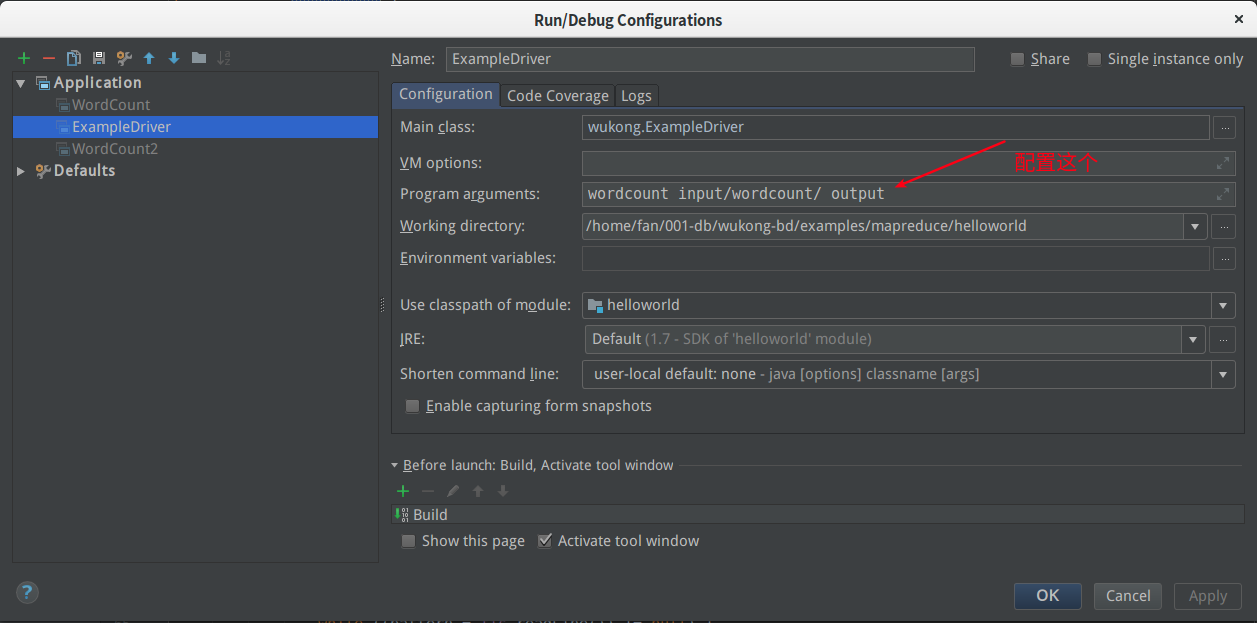 Run/Debug Configurations
Name: ExampleDriver Share Single instance only
Application
WordCount
ExampleDriver
WordCount2
Defaults
Configuration Code Coverage Logs
Main class: wukong.ExampleDriver ...
VM options:
配置这个
Program arguments: wordcount input/wordcount/ output
Working directory: /home/fan/001-db/wukong-bd/examples/mapreduce/helloworld ...
Environment variables: ...
Use classpath of module: helloworld
JRE: Default (1.7 - SDK of 'helloworld' module) ...
Shorten command line: user-local default: none - java [options] classname [args]
Enable capturing form snapshots
Before launch: Build, Activate tool window
Build
Show this page Activate tool window
? OK Cancel Apply